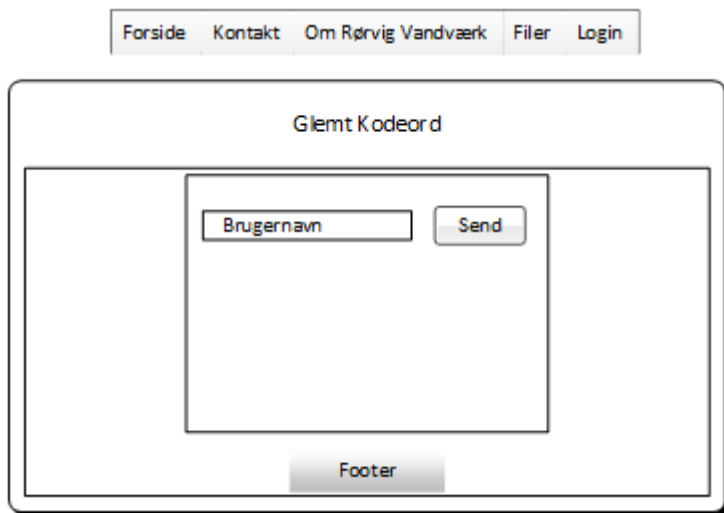 Forside Kontakt Om Rørvig Vandværk Filer Login
Glemt Kodeord
Brugernavn Send
Footer